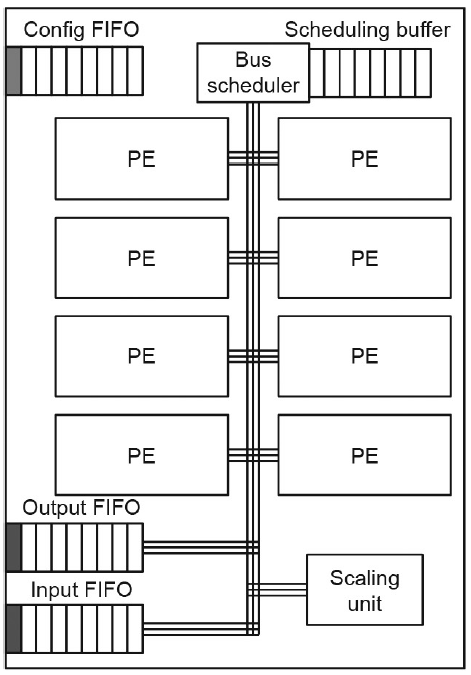 Config FIFO
Scheduling buffer
Bus
scheduler
PE
PE
PE
PE
PE
PE
PE
PE
Output FIFO
Input FIFO
Scaling
unit